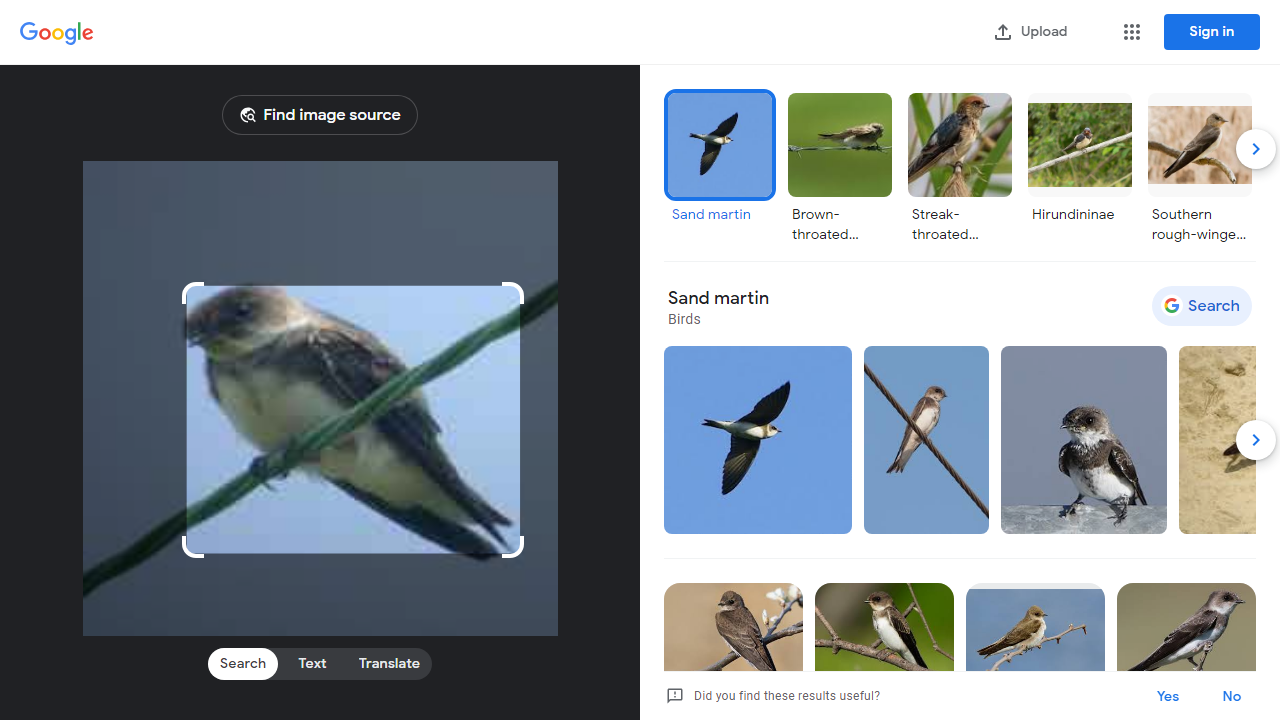 Google
Upload
Sign in
Find image source
Sand martin
Brown-
throated...
Streak-
throated...
Hirundininae
Southern
rough-winge...
Sand martin
Birds
Search
Search
Text
Translate
Did you find these results useful?
Yes
No